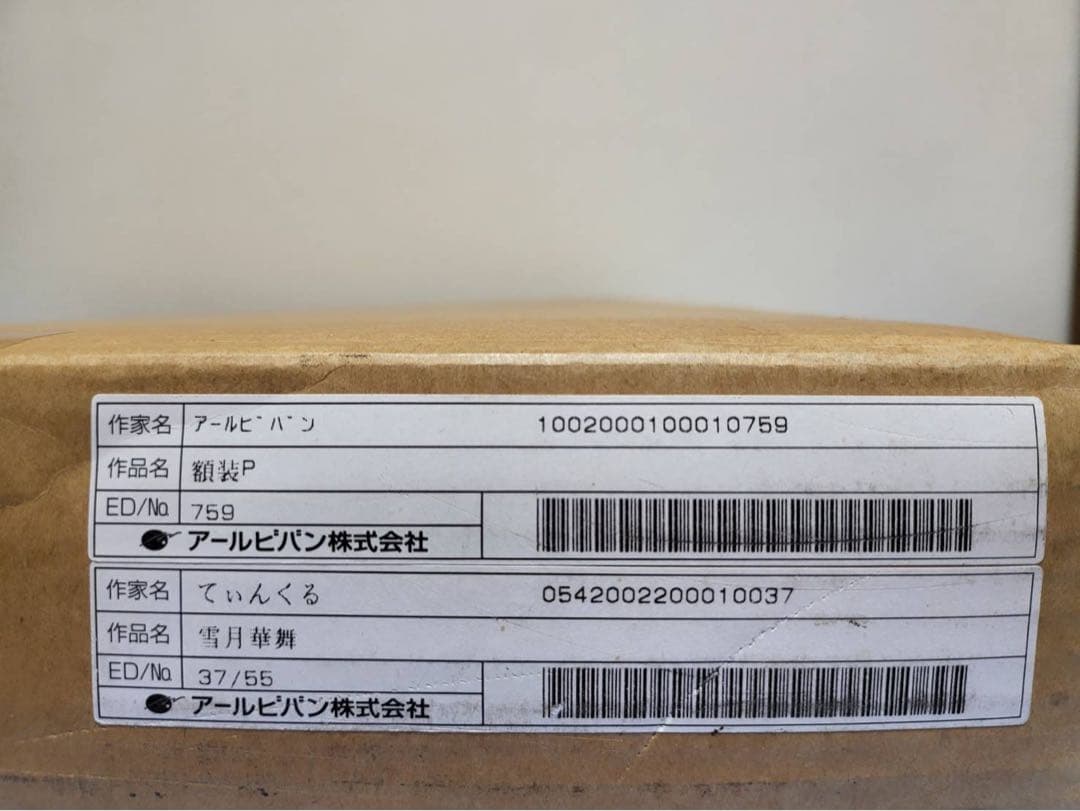 作家名 アールビバン 1002000100010759
作品名 額装P
ED/No. 759
アールビバン株式会社
作家名 てぃんくる 0542002200010037
作品名 雪月華舞
ED/No. 37/55
アールビバン株式会社